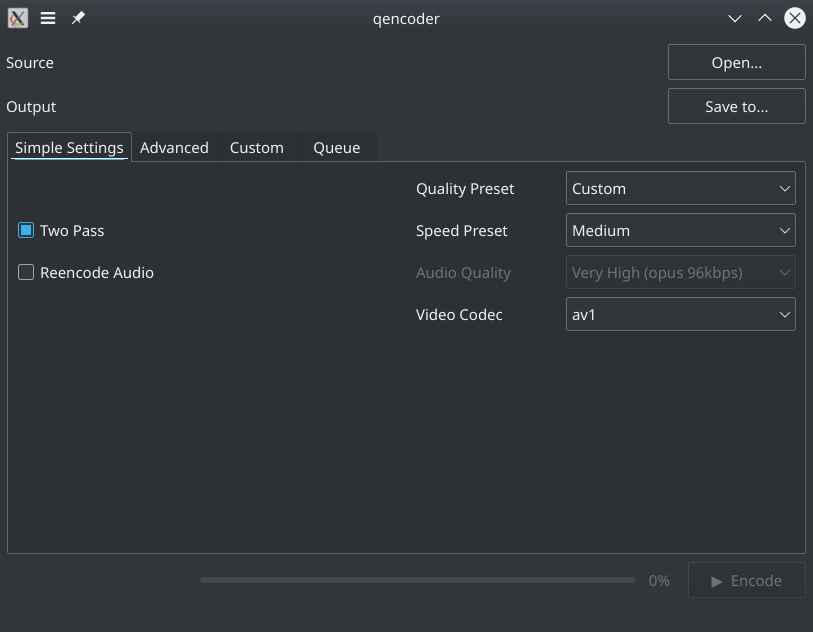 qencoder
Source
Open...
Output
Save to...
Simple Settings Advanced Custom Queue
Quality Preset Custom
Two Pass Speed Preset Medium
Reencode Audio Audio Quality Very High (opus 96kbps)
Video Codec av1
0% Encode